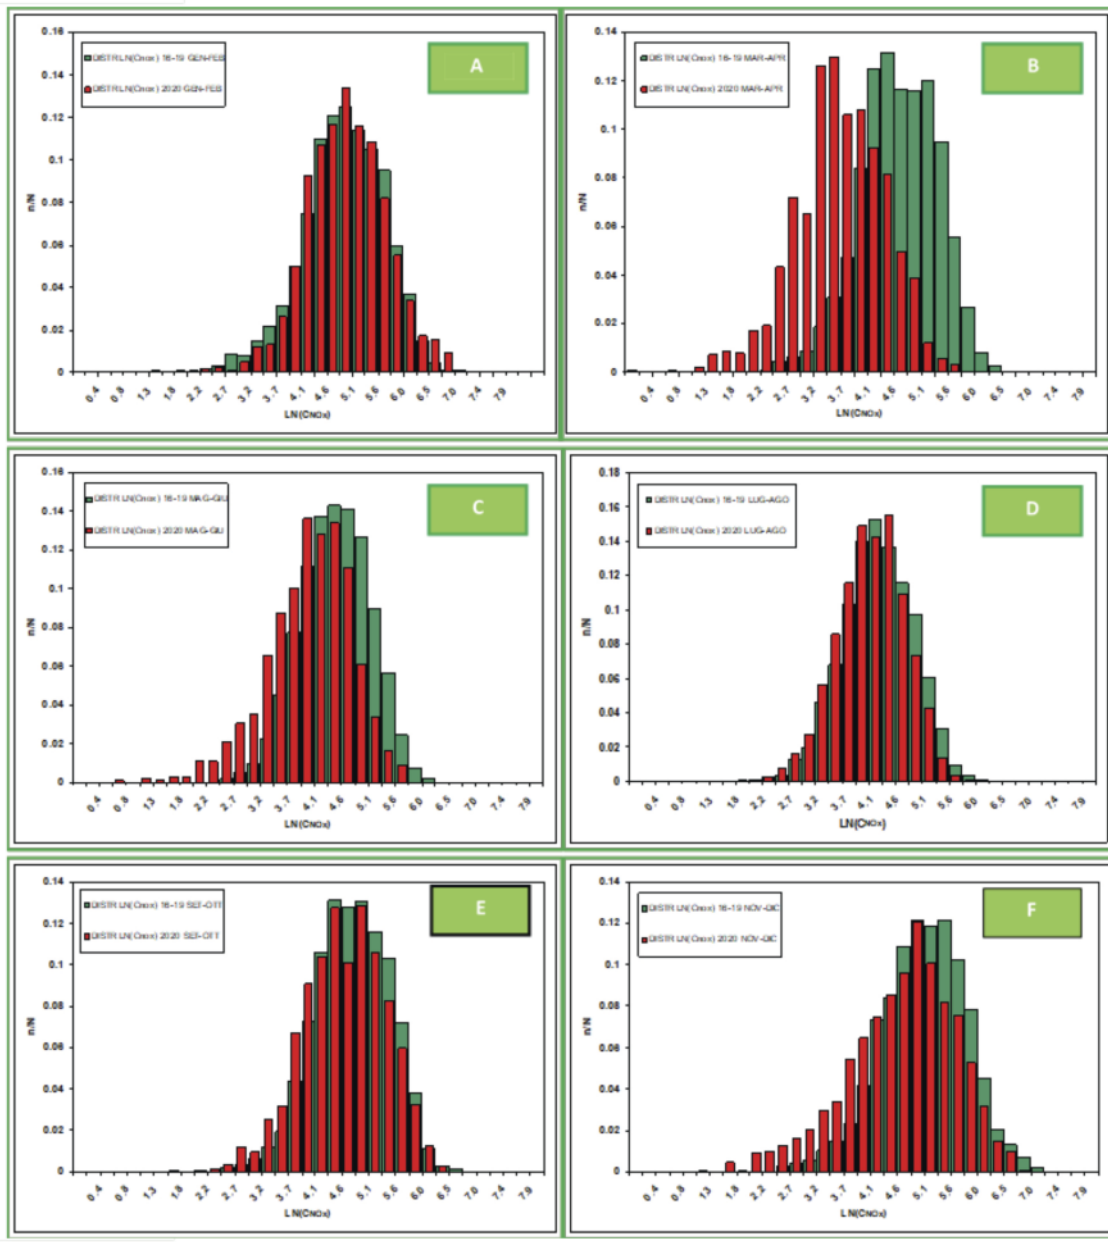 0.16
0.14
0.12
0.1
0.08
0.06
0.04
0.02
0
n/N
DISTR LN(Cnox) 16-19 GEN-FEB
DISTR LN(Cnox) 2020 GEN-FEB
A
0.4 0.8 1.3 1.8 2.2 2.7 3.2 3.7 4.1 4.6 5.1 5.6 6.0 6.5 7.0 7.4 7.9
LN(CNOx)
0.14
0.12
0.1
0.08
0.06
0.04
0.02
0
n/N
DISTR LN(Cnox) 16-19 MAR-APR
DISTR LN(Cnox) 2020 MAR-APR
B
0.4 0.8 1.3 1.8 2.2 2.7 3.2 3.7 4.1 4.6 5.1 5.6 6.0 6.5 7.0 7.4 7.9
LN(CNOx)
0.16
0.14
0.12
0.1
0.08
0.06
0.04
0.02
0
n/N
DISTR LN(Cnox) 16-19 MAG-GIU
DISTR LN(Cnox) 2020 MAG-GIU
C
0.4 0.8 1.3 1.8 2.2 2.7 3.2 3.7 4.1 4.6 5.1 5.6 6.0 6.5 7.0 7.4 7.9
LN(CNOx)
0.18
0.16
0.14
0.12
0.1
0.08
0.06
0.04
0.02
0
n/N
DISTR LN(Cnox) 16-19 LUG-AGO
DISTR LN(Cnox) 2020 LUG-AGO
D
0.4 0.8 1.3 1.8 2.2 2.7 3.2 3.7 4.1 4.6 5.1 5.6 6.0 6.5 7.0 7.4 7.9
LN(CNOx)
0.14
0.12
0.1
0.08
0.06
0.04
0.02
0
n/N
DISTR LN(Cnox) 16-19 SET-OTT
DISTR LN(Cnox) 2020 SET-OTT
E
0.4 0.8 1.3 1.8 2.2 2.7 3.2 3.7 4.1 4.6 5.1 5.6 6.0 6.5 7.0 7.4 7.9
LN(CNOx)
0.14
0.12
0.1
0.08
0.06
0.04
0.02
0
n/N
DISTR LN(Cnox) 16-19 NOV-DIC
DISTR LN(Cnox) 2020 NOV-DIC
F
0.4 0.8 1.3 1.8 2.2 2.7 3.2 3.7 4.1 4.6 5.1 5.6 6.0 6.5 7.0 7.4 7.9
LN(CNOx)